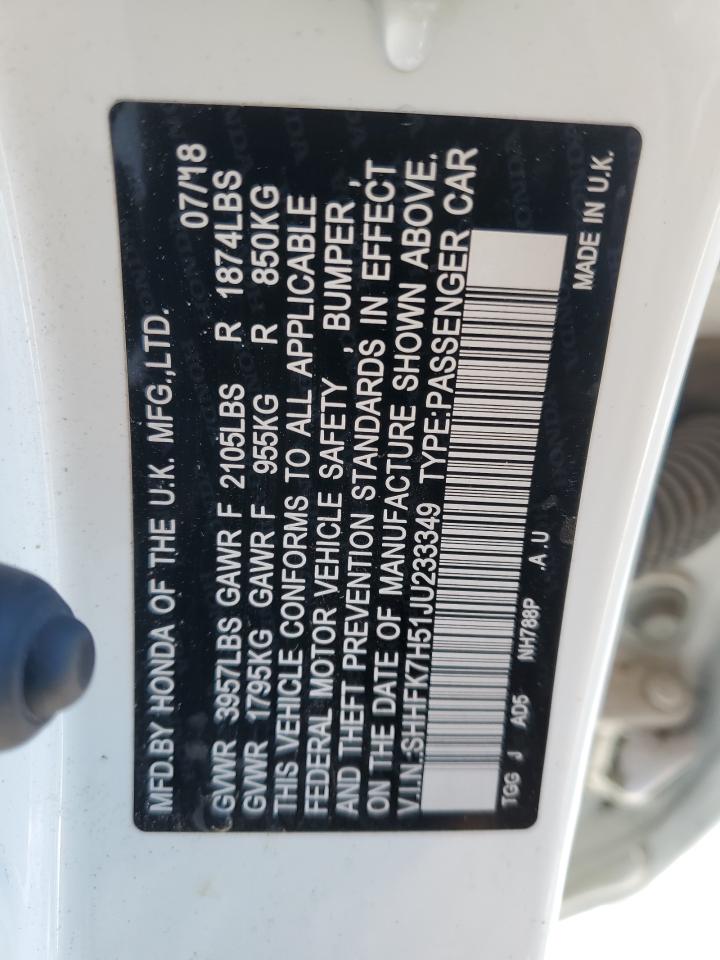 MFD.BY HONDA OF THE U.K. MFG.,LTD. 07/18
GVWR 3957LBS GAWR F 2105LBS R 1874LBS
GVWR 1795KG GAWR F 955KG R 850KG
THIS VEHICLE CONFORMS TO ALL APPLICABLE
FEDERAL MOTOR VEHICLE SAFETY , BUMPER ,
AND THEFT PREVENTION STANDARDS IN EFFECT
ON THE DATE OF MANUFACTURE SHOWN ABOVE.
V.I.N.:SHHFK7H51JU233349 TYPE:PASSENGER CAR
TGG J AD5 NH788P .A.U MADE IN U.K.